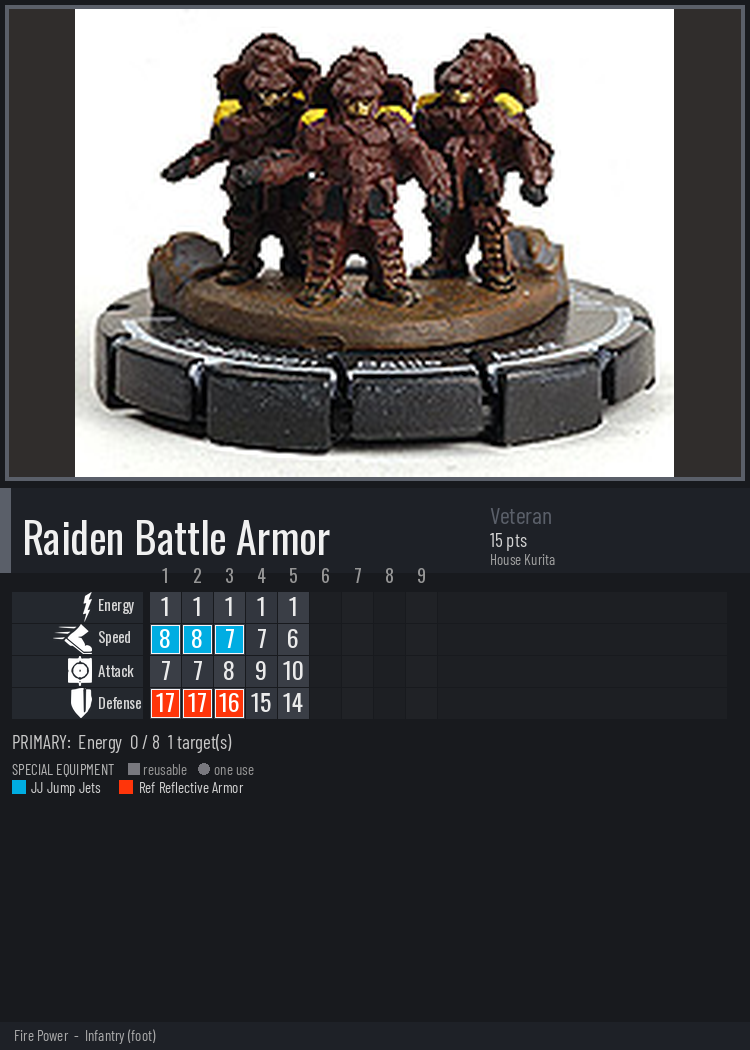 Raiden Battle Armor
Veteran
15 pts
House Kurita
1 2 3 4 5 6 7 8 9
Energy 1 1 1 1 1
Speed 8 8 7 7 6
Attack 7 7 8 9 10
Defense 17 17 16 15 14
PRIMARY: Energy 0 / 8 1 target(s)
SPECIAL EQUIPMENT reusable one use
JJ Jump Jets Ref Reflective Armor
Fire Power - Infantry (foot)